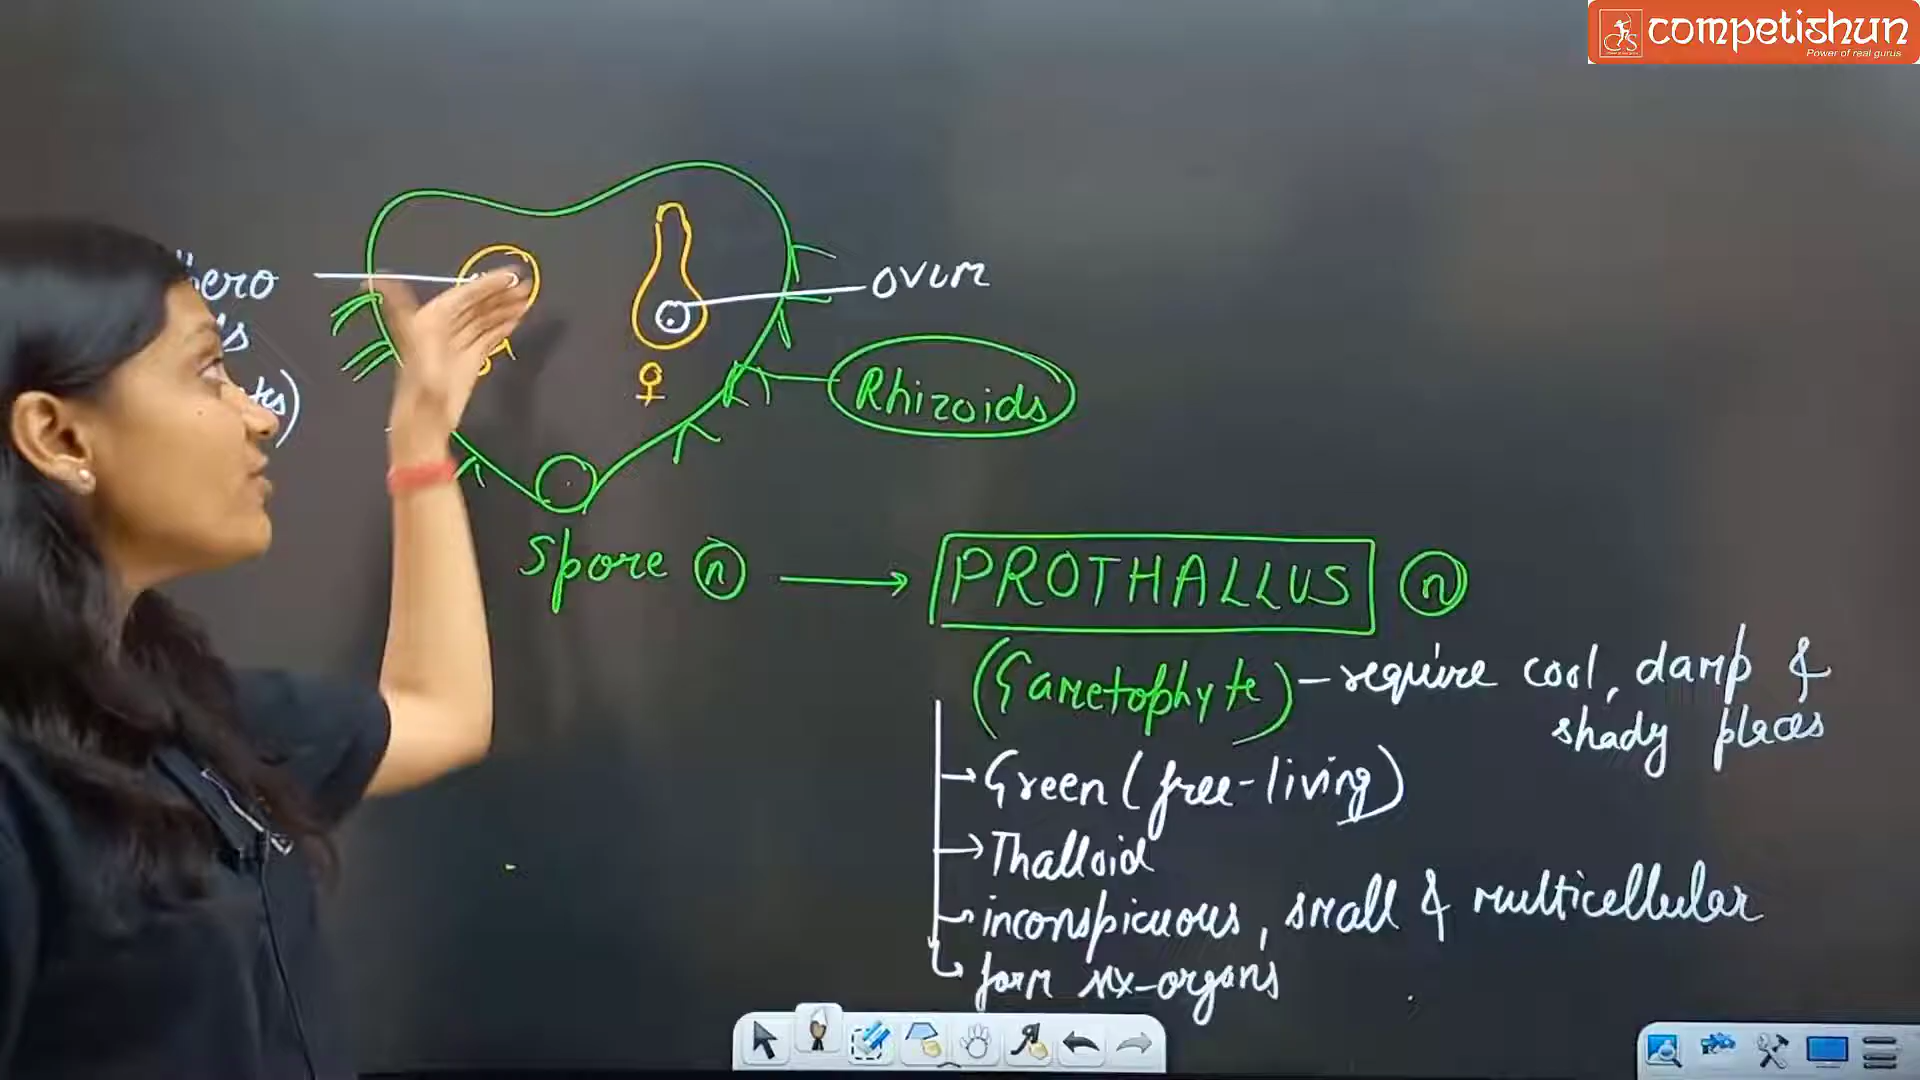 competishun
Power of real gurus
ovum
Rhizoids
Spore n → PROTHALLUS n
(Gametophyte) - require cool, damp &
shady places
→ Green (free-living)
→ Thalloid
→ inconspicuous, small & multicellular
→ form sex-organs